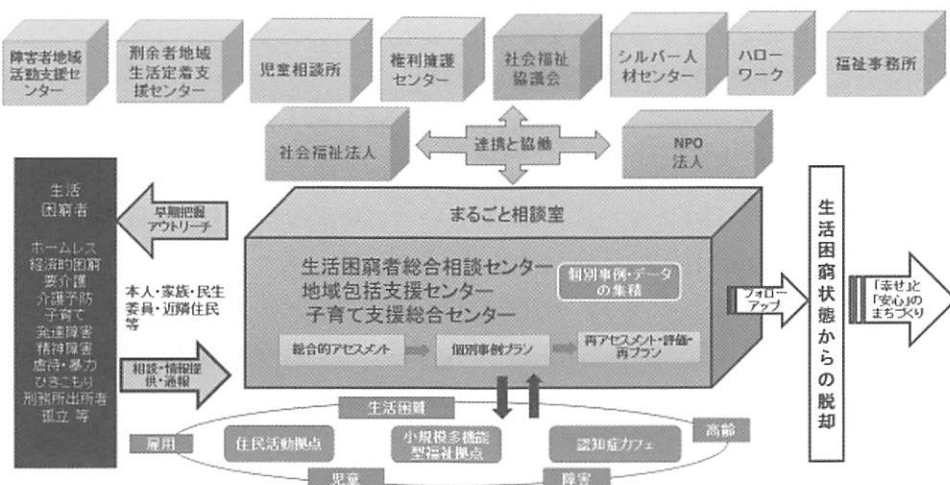 障害者地域
活動支援セ
ンター
刑余者地域
生活定着支
援センター
児童相談所
権利擁護
センター
社会福祉
協議会
シルバー人
材センター
ハロー
ワーク
福祉事務所
社会福祉法人
連携と協働
NPO
法人
生活
困窮者
ホームレス
経済的困窮
要介護
介護予防
子育て
発達障害
精神障害
虐待・暴力
ひきこもり
刑務所出所者
孤立 等
早期把握
アウトリーチ
本人・家族・民生
委員・近隣住民
等
相談・情報提
供・通報
まるごと相談室
生活困窮者総合相談センター
地域包括支援センター
子育て支援総合センター
個別事例・データ
の集積
総合的アセスメント
個別事例プラン
再アセスメント・評価・
再プラン
フォロー
アップ
生活困窮状態からの脱却
「幸せ」と
「安心」の
まちづくり
生活困難
雇用
住民活動拠点
小規模多機能
型福祉拠点
認知症カフェ
高齢
児童
障害